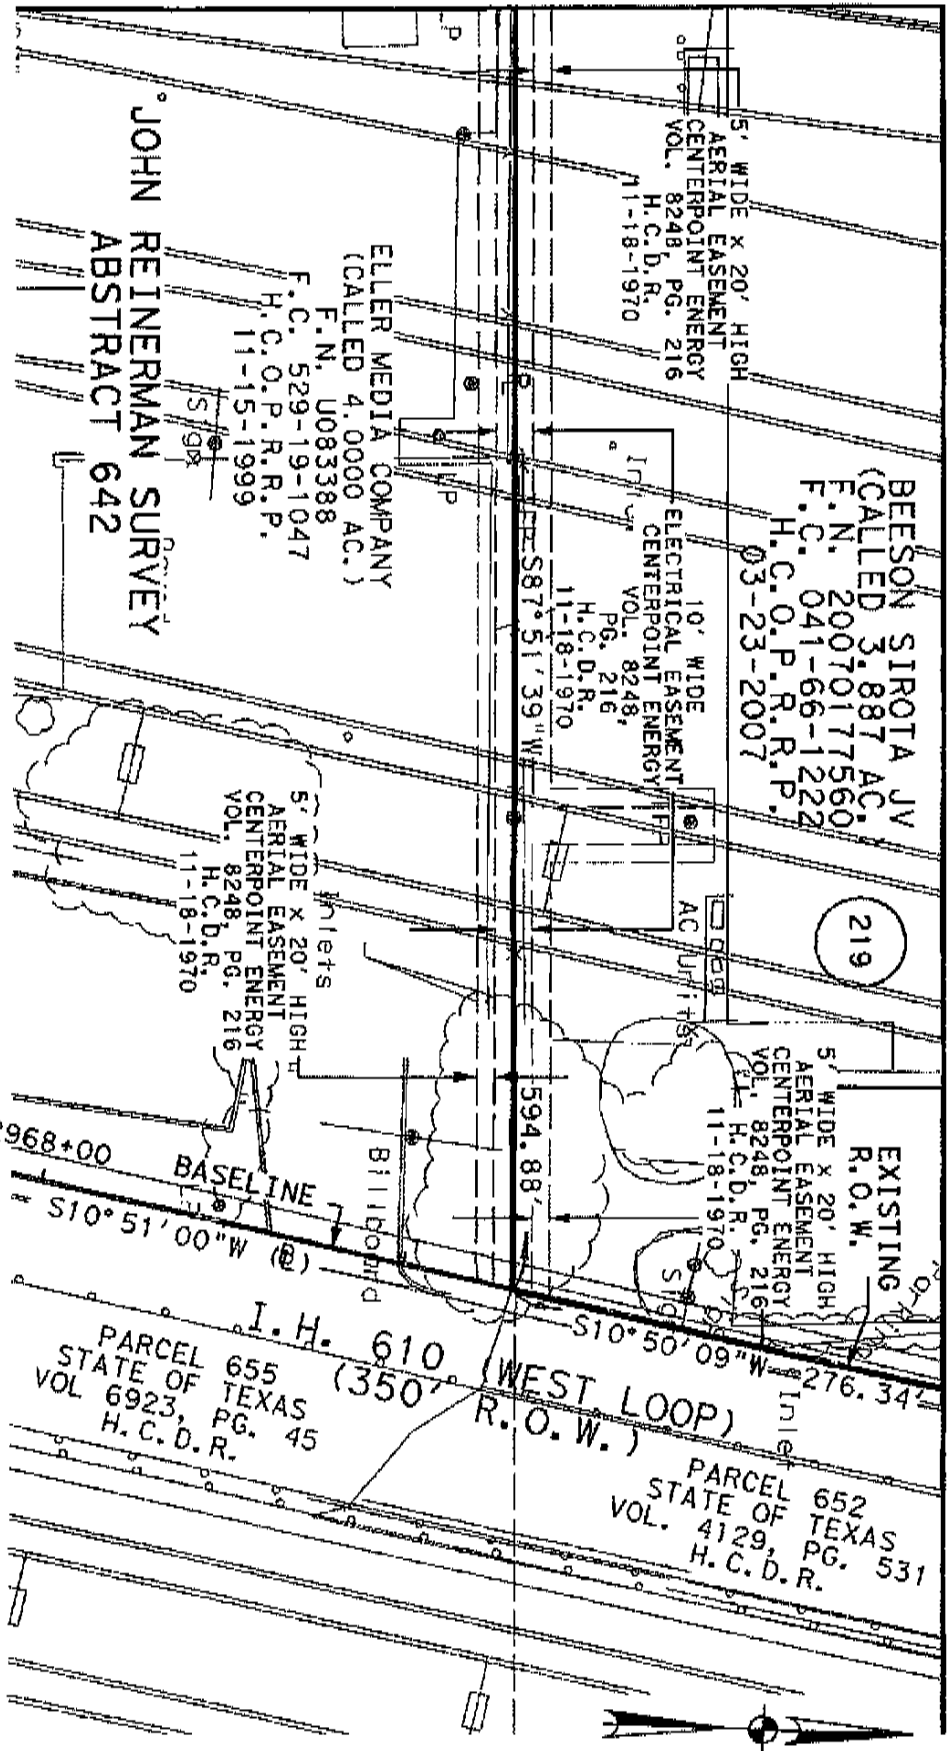 5' WIDE x 20' HIGH
AERIAL EASEMENT
CENTERPOINT ENERGY
VOL. 8248, PG. 216
H.C.D.R.
11-18-1970
BEESON SIROTA JV
(CALLED 3.887 AC.)
F.N. 20070177560
F.C. 041-66-1222
H.C.O.P.R.R.P.
03-23-2007
219
JOHN REINERMAN SURVEY
ABSTRACT 642
ELLER MEDIA COMPANY
(CALLED 4.0000 AC.)
F.N. U083388
F.C. 529-19-1047
H.C.O.P.R.R.P.
11-15-1999
Sign
PP
10' WIDE
ELECTRICAL EASEMENT
CENTERPOINT ENERGY
VOL. 8248,
PG. 216
H.C.D.R.
11-18-1970
S87°51'39"W
594.88'
PP
AC Units
5' WIDE x 20' HIGH
AERIAL EASEMENT
CENTERPOINT ENERGY
VOL. 8248, PG. 216
H.C.D.R.
11-18-1970
Inlets
5' WIDE x 20' HIGH
AERIAL EASEMENT
CENTERPOINT ENERGY
VOL. 8248, PG. 216
H.C.D.R.
11-18-1970
EXISTING
R.O.W.
Sign
Billboard
968+00
BASELINE
S10°51'00"W (B)
S10°50'09"W 276.34'
Inlet
I.H. 610 (WEST LOOP)
(350' R.O.W.)
PARCEL 655
STATE OF TEXAS
VOL 6923, PG. 45
H.C.D.R.
PARCEL 652
STATE OF TEXAS
VOL. 4129, PG. 531
H.C.D.R.